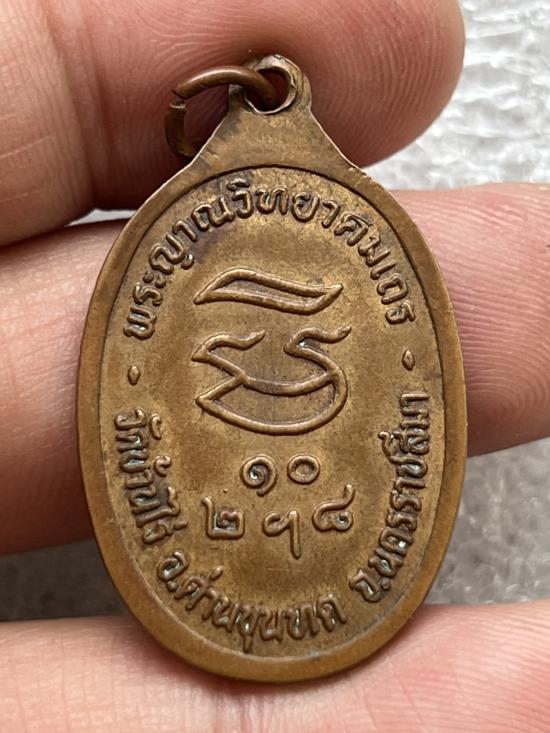 พระญาณวิทยาคมเถร
๑๐
๒๙๘
วัดบ้านไร่ อ.ด่านขุนทด จ.นครราชสีมา